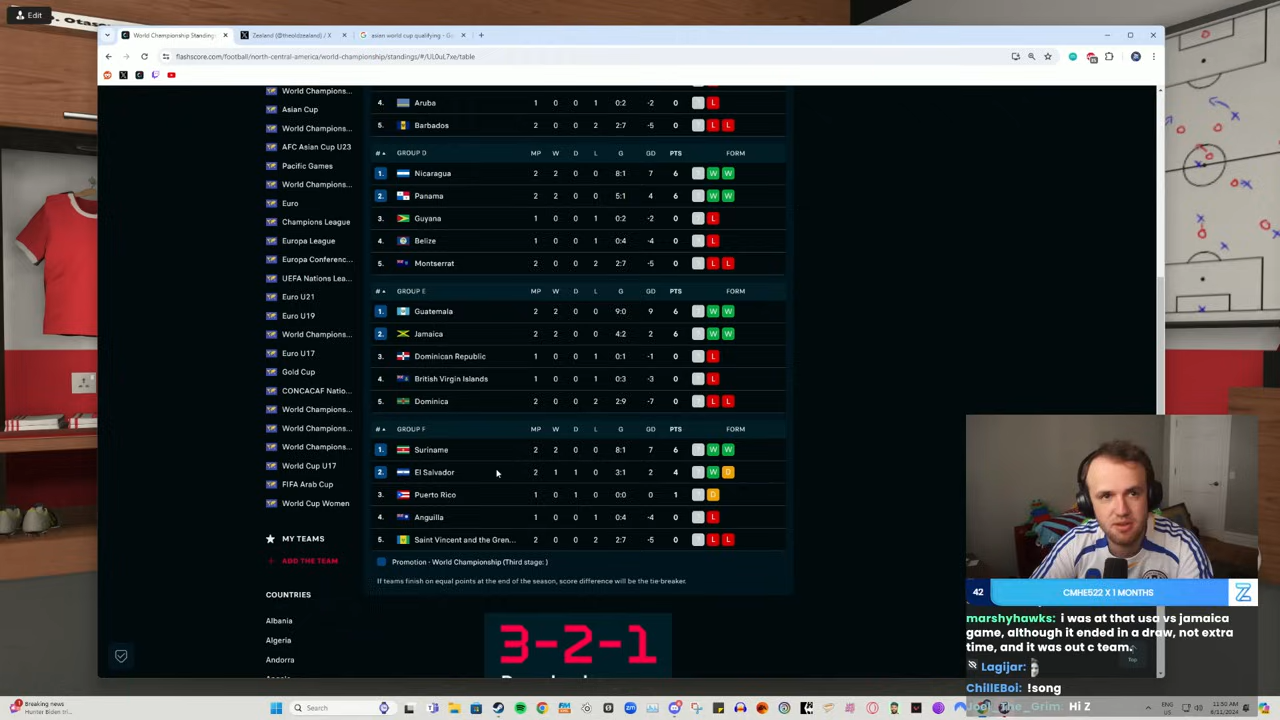 Edit
Otaso
World Championship Standing
Zeeland (@theoldzealand) / X
asian world cup qualifying - G
flashscore.com/football/north-central-america/world-championship/standings/#/UL0uL7xe/table
World Champions...
Asian Cup
World Champions...
AFC Asian Cup U23
Pacific Games
World Champions...
Euro
Champions League
Europa League
Europa Conferenc...
UEFA Nations Lea...
Euro U21
Euro U19
World Champions...
Euro U17
Gold Cup
CONCACAF Natio...
World Champions...
World Champions...
World Champions...
World Cup U17
FIFA Arab Cup
World Cup Women
MY TEAMS
+ ADD THE TEAM
COUNTRIES
Albania
Algeria
Andorra
4. Aruba 1 0 0 1 0:2 -2 0 ? L
5. Barbados 2 0 0 2 2:7 -5 0 ? L L
# GROUP D MP W D L G GD PTS FORM
1. Nicaragua 2 2 0 0 8:1 7 6 ? W W
2. Panama 2 2 0 0 5:1 4 6 ? W W
3. Guyana 1 0 0 1 0:2 -2 0 ? L
4. Belize 1 0 0 1 0:4 -4 0 ? L
5. Montserrat 2 0 0 2 2:7 -5 0 ? L L
# GROUP E MP W D L G GD PTS FORM
1. Guatemala 2 2 0 0 9:0 9 6 ? W W
2. Jamaica 2 2 0 0 4:2 2 6 ? W W
3. Dominican Republic 1 0 0 1 0:1 -1 0 ? L
4. British Virgin Islands 1 0 0 1 0:3 -3 0 ? L
5. Dominica 2 0 0 2 2:9 -7 0 ? L L
# GROUP F MP W D L G GD PTS FORM
1. Suriname 2 2 0 0 8:1 7 6 ? W W
2. El Salvador 2 1 1 0 3:1 2 4 ? W D
3. Puerto Rico 1 0 1 0 0:0 0 1 ? D
4. Anguilla 1 0 0 1 0:4 -4 0 ? L
5. Saint Vincent and the Gren... 2 0 0 2 2:7 -5 0 ? L L
Promotion - World Championship (Third stage: )
If teams finish on equal points at the end of the season, score difference will be the tie-breaker.
3-2-1
Top
42 CMHE522 X 1 MONTHS Z
marshyhawks: i was at that usa vs jamaica
game, although it ended in a draw, not extra
time, and it was out c team.
Lagijar:
ChillEBoi: !song
Hi Z
Breaking news
Hunter Biden tri...
Search
ENG
US
11:50 AM
6/11/2024